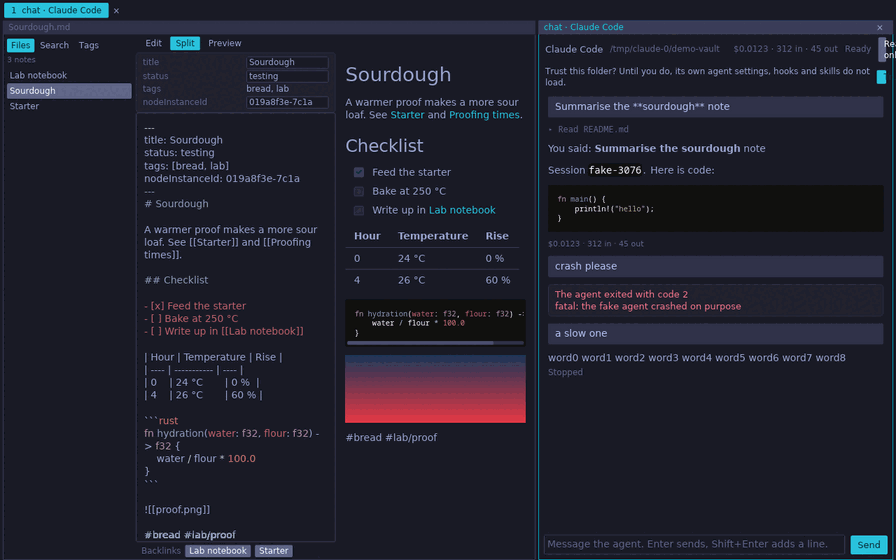 1 chat - Claude Code ×
Sourdough.md
Files Search Tags
3 notes
Lab notebook
Sourdough
Starter
Edit Split Preview
title Sourdough
status testing
tags bread, lab
nodeInstanceId 019a8f3e-7c1a
---
title: Sourdough
status: testing
tags: [bread, lab]
nodeInstanceId: 019a8f3e-7c1a
---
# Sourdough
A warmer proof makes a more sour
loaf. See [[Starter]] and [[Proofing
times]].
## Checklist
- [x] Feed the starter
- [ ] Bake at 250 °C
- [ ] Write up in [[Lab notebook]]
| Hour | Temperature | Rise |
| ---- | ----------- | ---- |
| 0 | 24 °C | 0 % |
| 4 | 26 °C | 60 % |
```rust
fn hydration(water: f32, flour: f32) -
> f32 {
water / flour * 100.0
}
```
![[proof.png]]
#bread #lab/proof
Backlinks Lab notebook Starter
Sourdough
A warmer proof makes a more sour
loaf. See Starter and Proofing times.
Checklist
Feed the starter
Bake at 250 °C
Write up in Lab notebook
Hour Temperature Rise
0 24 °C 0 %
4 26 °C 60 %
fn hydration(water: f32, flour: f32) -
water / flour * 100.0
}
#bread #lab/proof
chat - Claude Code ×
Claude Code /tmp/claude-0/demo-vault $0.0123 · 312 in · 45 out Ready
Trust this folder? Until you do, its own agent settings, hooks and skills do not
load.
Summarise the **sourdough** note
• Read README.md
You said: Summarise the sourdough note
Session fake-3076. Here is code:
fn main() {
println!("hello");
}
$0.0123 · 312 in · 45 out
crash please
The agent exited with code 2
fatal: the fake agent crashed on purpose
a slow one
word0 word1 word2 word3 word4 word5 word6 word7 word8
Stopped
Message the agent. Enter sends, Shift+Enter adds a line. Send